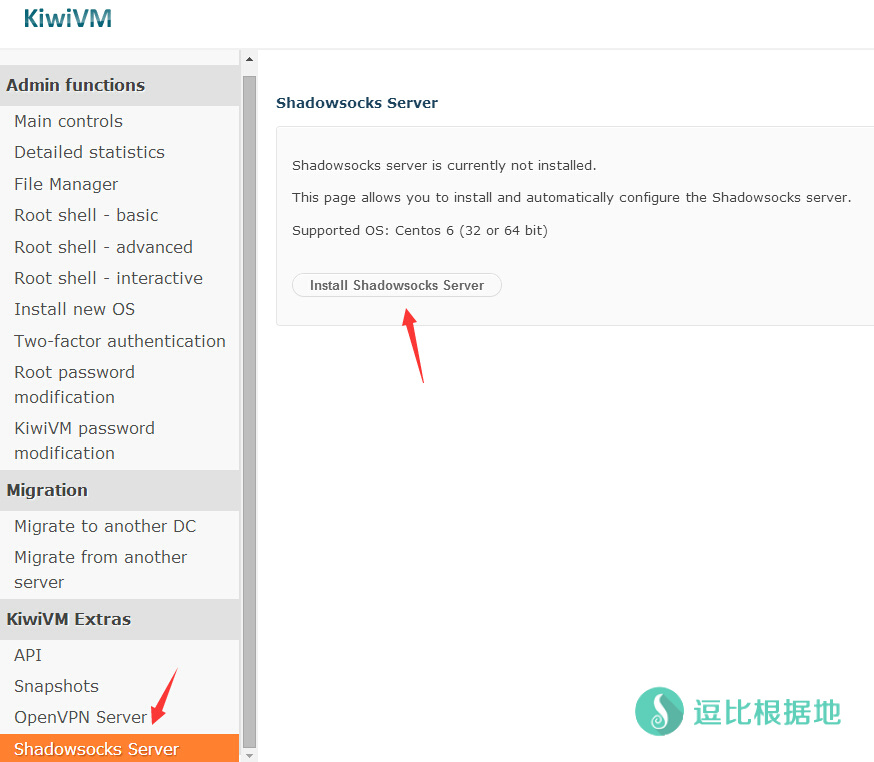 KiwiVM
Admin functions
Main controls
Detailed statistics
File Manager
Root shell - basic
Root shell - advanced
Root shell - interactive
Install new OS
Two-factor authentication
Root password
modification
KiwiVM password
modification
Migration
Migrate to another DC
Migrate from another
server
KiwiVM Extras
API
Snapshots
OpenVPN Server
Shadowsocks Server
Shadowsocks Server
Shadowsocks server is currently not installed.
This page allows you to install and automatically configure the Shadowsocks server.
Supported OS: Centos 6 (32 or 64 bit)
Install Shadowsocks Server
逗比根据地